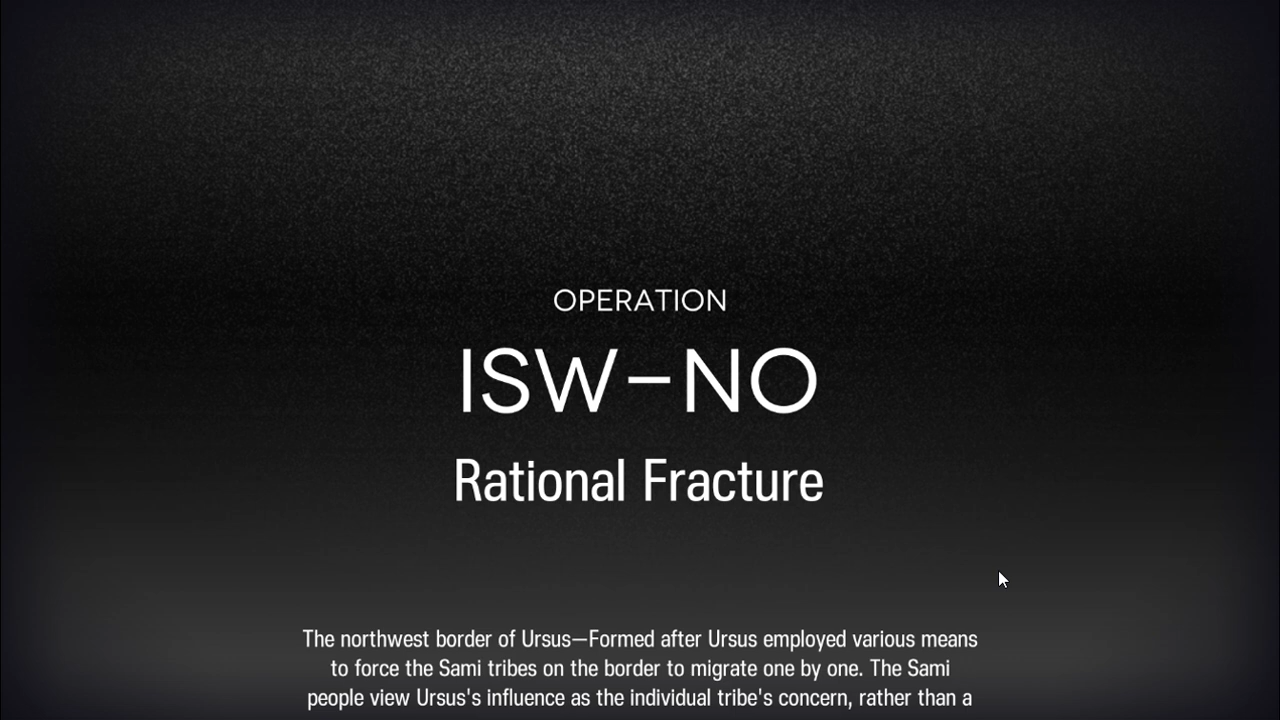 OPERATION
ISW-NO
Rational Fracture
The northwest border of Ursus—Formed after Ursus employed various means
to force the Sami tribes on the border to migrate one by one. The Sami
people view Ursus's influence as the individual tribe's concern, rather than a